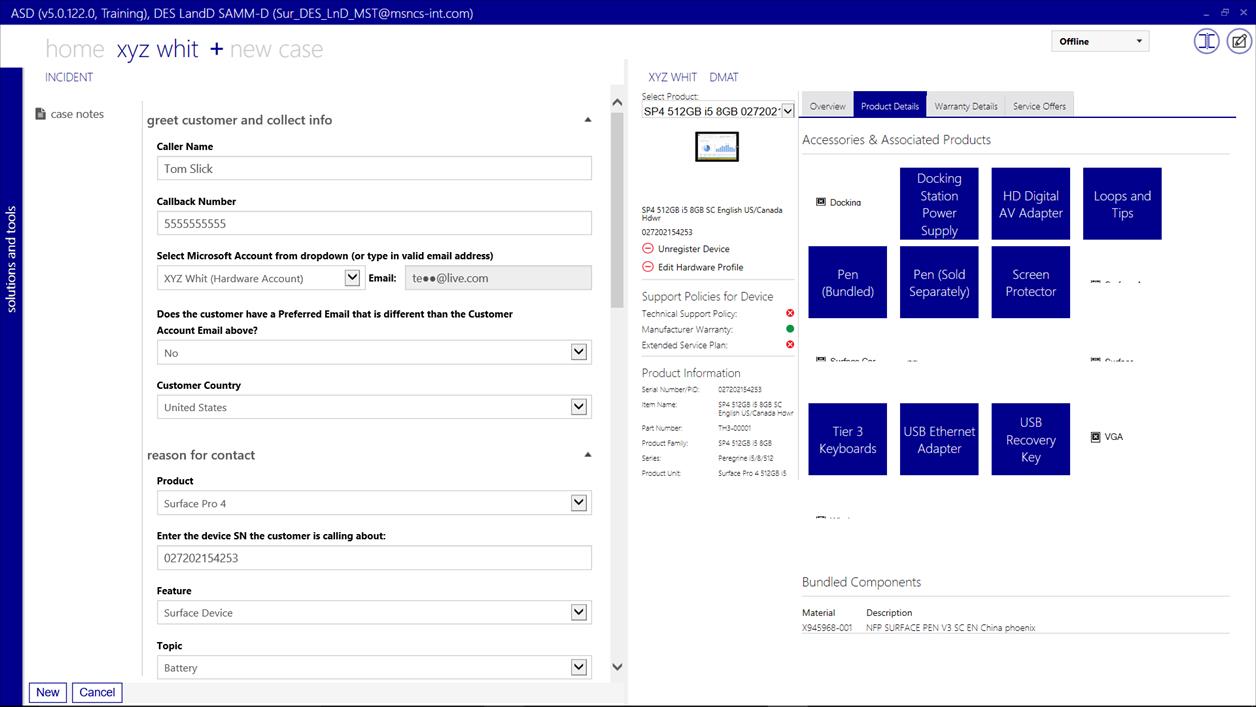 ASD (v5.0.122.0, Training), DES LandD SAMM-D (Sur_DES_LnD_MST@msncs-int.com)
home xyz whit + new case
Offline
solutions and tools
INCIDENT
case notes
greet customer and collect info
Caller Name
Tom Slick
Callback Number
5555555555
Select Microsoft Account from dropdown (or type in valid email address)
XYZ Whit (Hardware Account)
Email:
te●●@live.com
Does the customer have a Preferred Email that is different than the Customer
Account Email above?
No
Customer Country
United States
reason for contact
Product
Surface Pro 4
Enter the device SN the customer is calling about:
027202154253
Feature
Surface Device
Topic
Battery
New
Cancel
XYZ WHIT DMAT
Select Product:
SP4 512GB i5 8GB 027202
SP4 512GB i5 8GB SC English US/Canada
Hdwr
027202154253
Unregister Device
Edit Hardware Profile
Support Policies for Device
Technical Support Policy:
Manufacturer Warranty:
Extended Service Plan:
Product Information
Serial Number/PID: 027202154253
Item Name: SP4 512GB i5 8GB SC
English US/Canada Hdwr
Part Number: TH3-00001
Product Family: SP4 512GB i5 8GB
Series: Peregrine i5/8/512
Product Unit: Surface Pro 4 512GB i5
Overview
Product Details
Warranty Details
Service Offers
Accessories & Associated Products
Docking
Docking
Station
Power
Supply
HD Digital
AV Adapter
Loops and
Tips
Pen
(Bundled)
Pen (Sold
Separately)
Screen
Protector
Tier 3
Keyboards
USB Ethernet
Adapter
USB
Recovery
Key
VGA
Bundled Components
Material Description
X945968-001 NFP SURFACE PEN V3 SC EN China phoenix